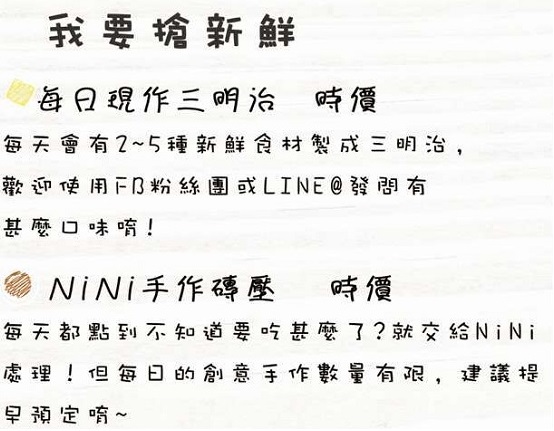 我要搶新鮮
每日現作三明治 時價
每天會有2~5種新鮮食材製成三明治，
歡迎使用FB粉絲團或LINE@發問有
甚麼口味唷！
NiNi手作磚壓 時價
每天都點到不知道要吃甚麼了?就交給NiNi
處理！但每日的創意手作數量有限，建議提
早預定唷~